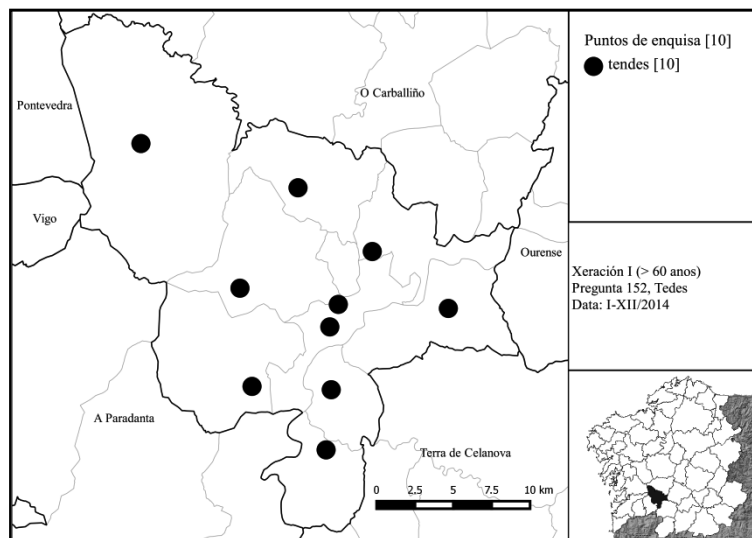 Puntos de enquisa [10]
tendes [10]
O Carballiño
Pontevedra
Vigo
Ourense
Xeración I (> 60 anos)
Pregunta 152, Tedes
Data: I-XII/2014
A Paradanta
Terra de Celanova
0 2,5 5 7.5 10 km